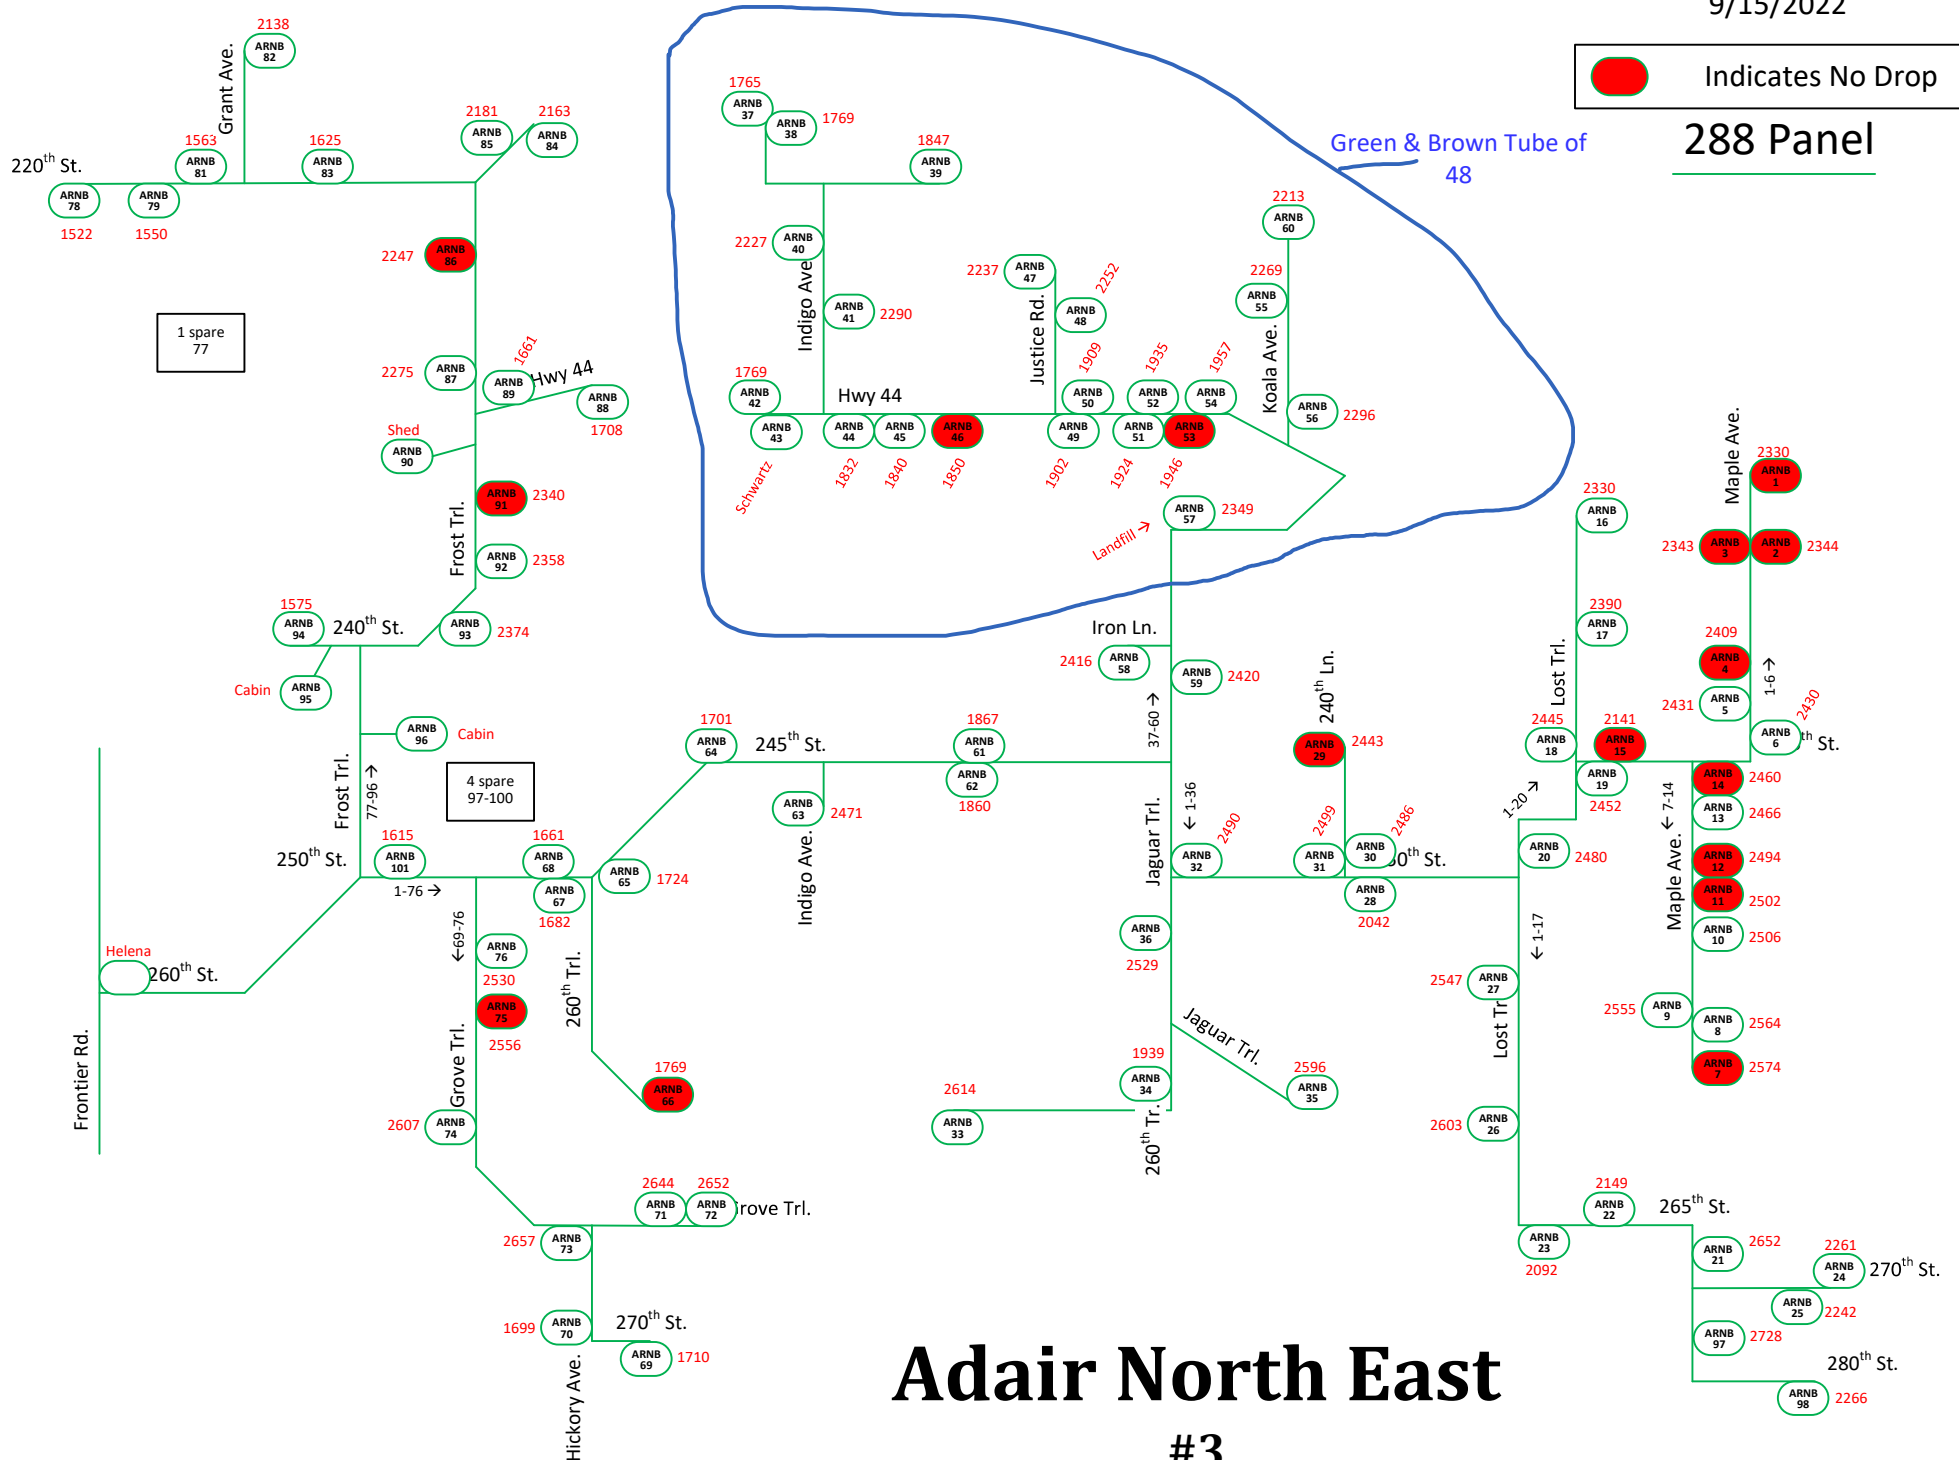 9/15/2022
Indicates No Drop
288 Panel
Green & Brown Tube of
48
2138
ARNB
82
Grant Ave.
1563
ARNB
81
1625
ARNB
83
220th St.
ARNB
78
1522
ARNB
79
1550
2181
ARNB
85
2163
ARNB
84
2247
ARNB
86
1 spare
77
2275
ARNB
87
1661
ARNB
89
Hwy 44
ARNB
88
1708
Shed
ARNB
90
ARNB
91
2340
Frost Trl.
ARNB
92
2358
1575
ARNB
94
240th St.
ARNB
93
2374
Cabin
ARNB
95
ARNB
96
Cabin
Frost Trl.
77-96 →
4 spare
97-100
250th St.
1615
ARNB
101
1-76 →
1661
ARNB
68
ARNB
67
1682
ARNB
65
1724
1701
ARNB
64
245th St.
Helena
260th St.
Frontier Rd.
←69-76
ARNB
76
2530
ARNB
75
2556
Grove Trl.
2607
ARNB
74
260th Trl.
1769
ARNB
66
2644
ARNB
71
2652
ARNB
72
rove Trl.
2657
ARNB
73
1699
ARNB
70
270th St.
ARNB
69
1710
Hickory Ave.
1765
ARNB
37
ARNB
38
1769
1847
ARNB
39
2227
ARNB
40
Indigo Ave
ARNB
41
2290
1769
ARNB
42
ARNB
43
Schwartz
Hwy 44
ARNB
44
1832
ARNB
45
1840
ARNB
46
1850
2237
ARNB
47
ARNB
48
2252
Justice Rd.
1909
ARNB
50
ARNB
49
1902
1935
ARNB
52
ARNB
51
1924
1957
ARNB
54
ARNB
53
1946
2213
ARNB
60
2269
ARNB
55
Koala Ave.
ARNB
56
2296
ARNB
57
2349
Landfill →
Iron Ln.
2416
ARNB
58
ARNB
59
2420
37-60 →
1867
ARNB
61
ARNB
62
1860
ARNB
63
2471
Indigo Ave.
Jaguar Trl.
← 1-36
ARNB
32
2490
240th Ln.
ARNB
29
2443
2499
ARNB
31
ARNB
30
2486
0th St.
ARNB
28
2042
ARNB
36
2529
Jaguar Trl.
2596
ARNB
35
1939
ARNB
34
2614
ARNB
33
260th Tr.
2330
ARNB
16
2390
ARNB
17
Lost Trl.
2445
ARNB
18
2141
ARNB
15
ARNB
19
2452
1-20 →
ARNB
20
2480
← 1-17
2547
ARNB
27
Lost Tr
2603
ARNB
26
2149
ARNB
22
265th St.
ARNB
23
2092
ARNB
21
2652
2261
ARNB
24
270th St.
ARNB
25
2242
ARNB
97
2728
280th St.
ARNB
98
2266
Maple Ave.
2330
ARNB
1
2343
ARNB
3
ARNB
2
2344
2409
ARNB
4
1-6 →
2431
ARNB
5
2430
ARNB
6
th St.
ARNB
14
2460
ARNB
13
2466
← 7-14
Maple Ave.
ARNB
12
2494
ARNB
11
2502
ARNB
10
2506
2555
ARNB
9
ARNB
8
2564
ARNB
7
2574
Adair North East
#3